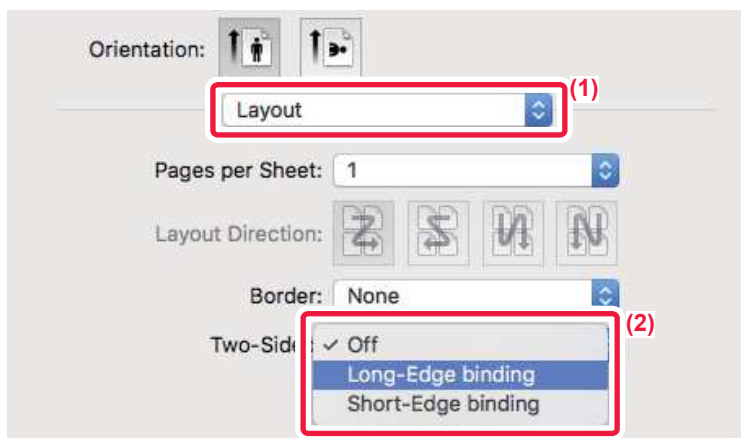 Orientation:
(1)
Layout
Pages per Sheet: 1
Layout Direction:
Border: None
(2)
Two-Side ✓ Off
Long-Edge binding
Short-Edge binding